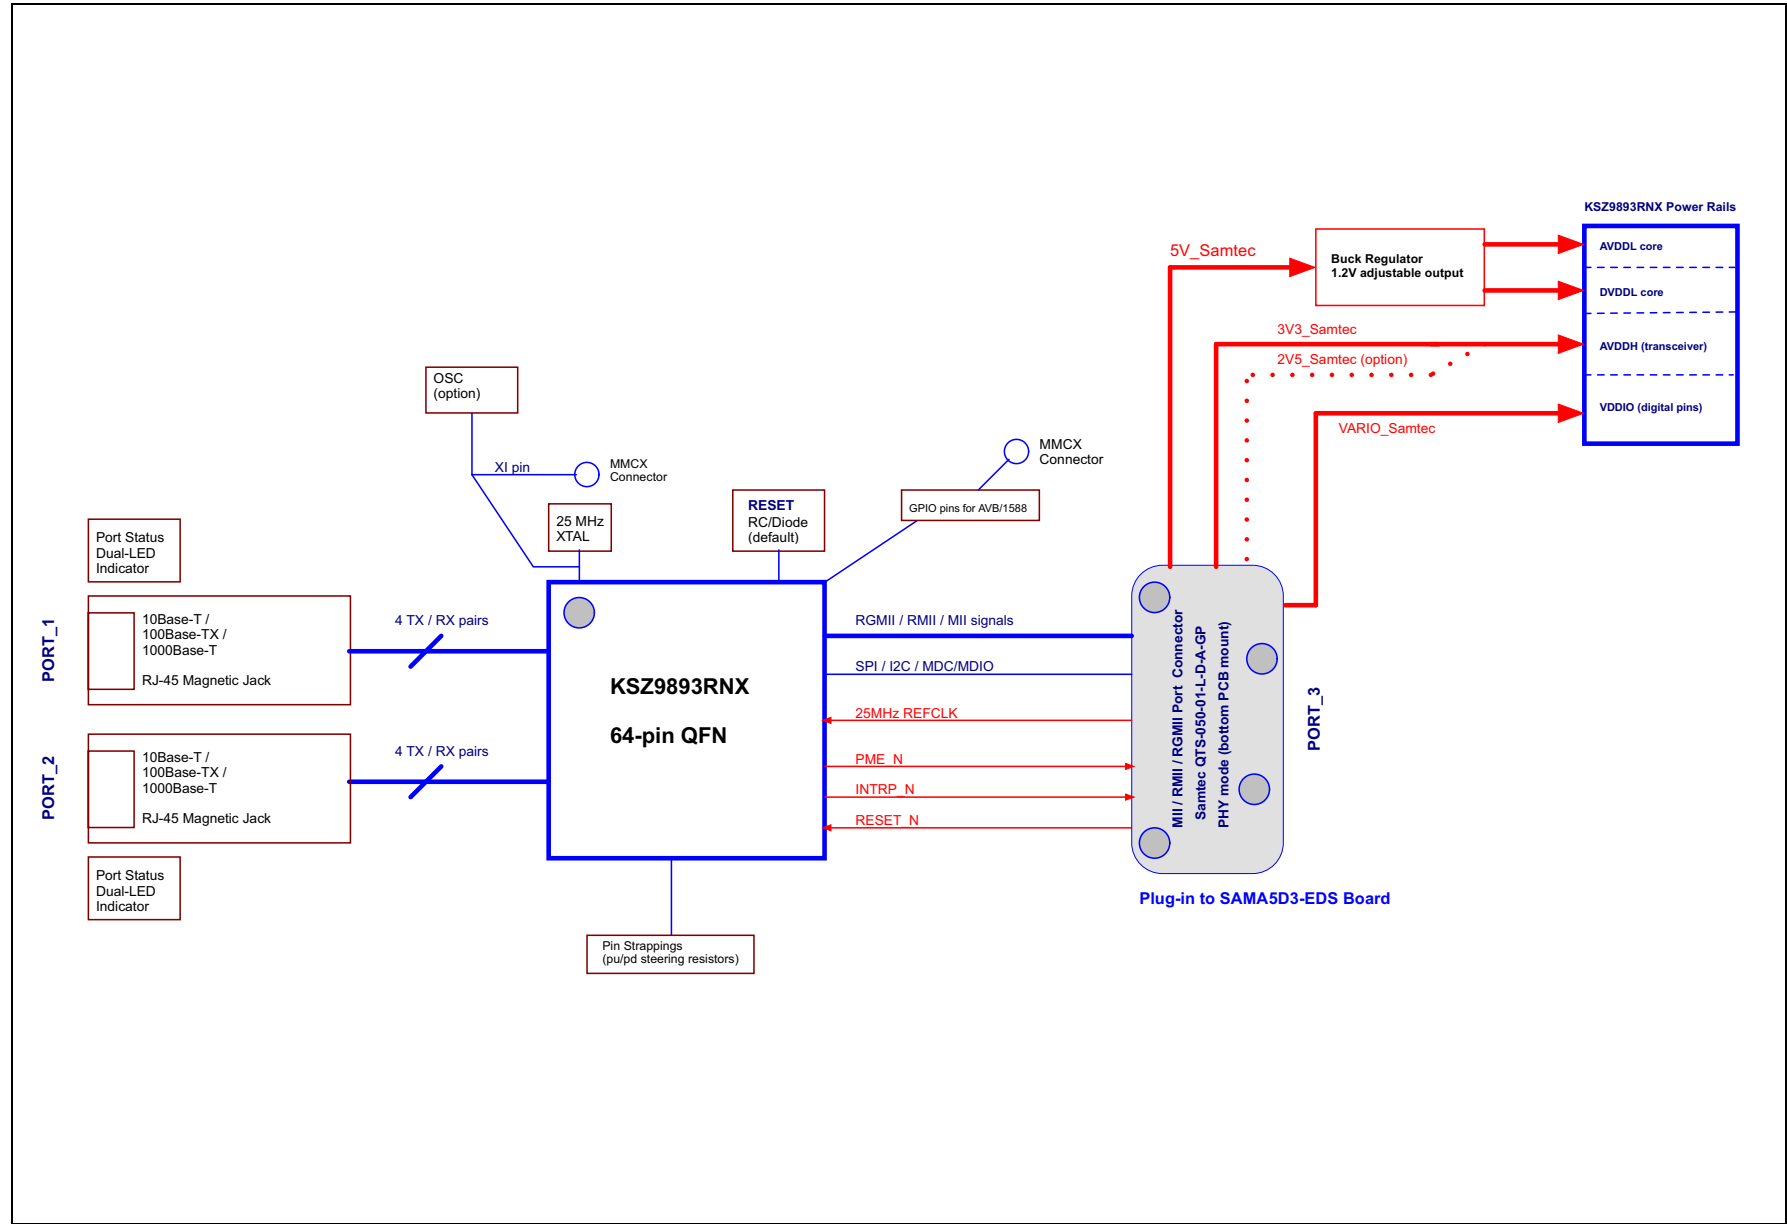 KSZ9893RNX Power Rails
AVDDL core
DVDDL core
AVDDH (transceiver)
VDDIO (digital pins)
5V_Samtec
Buck Regulator
1.2V adjustable output
3V3_Samtec
2V5_Samtec (option)
VARIO_Samtec
OSC
(option)
XI pin
MMCX
Connector
25 MHz
XTAL
RESET
RC/Diode
(default)
MMCX
Connector
GPIO pins for AVB/1588
Port Status
Dual-LED
Indicator
PORT_1
10Base-T /
100Base-TX /
1000Base-T
RJ-45 Magnetic Jack
4 TX / RX pairs
PORT_2
10Base-T /
100Base-TX /
1000Base-T
RJ-45 Magnetic Jack
4 TX / RX pairs
Port Status
Dual-LED
Indicator
KSZ9893RNX
64-pin QFN
RGMII / RMII / MII signals
SPI / I2C / MDC/MDIO
25MHz REFCLK
PME_N
INTRP_N
RESET_N
MII / RMII / RGMII Port Connector
Samtec QTS-050-01-L-D-A-GP
PHY mode (bottom PCB mount)
PORT_3
Plug-in to SAMA5D3-EDS Board
Pin Strappings
(pu/pd steering resistors)